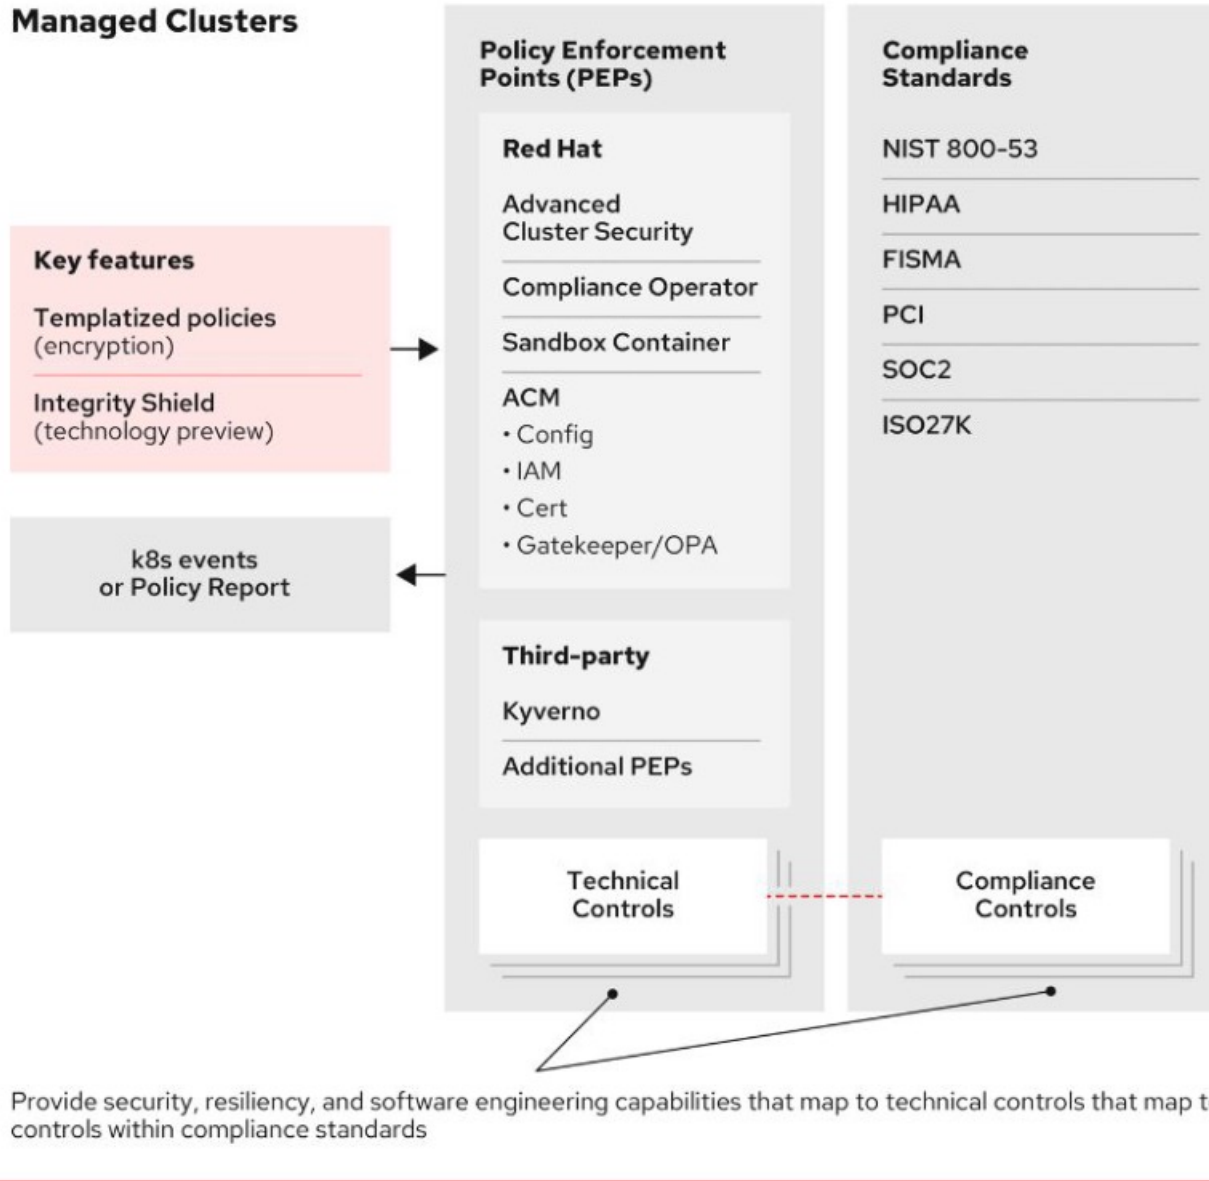 Managed Clusters
Key features
Templatized policies
(encryption)
Integrity Shield
(technology preview)
k8s events
or Policy Report
Policy Enforcement
Points (PEPs)
Red Hat
Advanced
Cluster Security
Compliance Operator
Sandbox Container
ACM
• Config
• IAM
• Cert
• Gatekeeper/OPA
Third-party
Kyverno
Additional PEPs
Technical
Controls
Compliance
Standards
NIST 800-53
HIPAA
FISMA
PCI
SOC2
ISO27K
Compliance
Controls
Provide security, resiliency, and software engineering capabilities that map to technical controls that map
controls within compliance standards